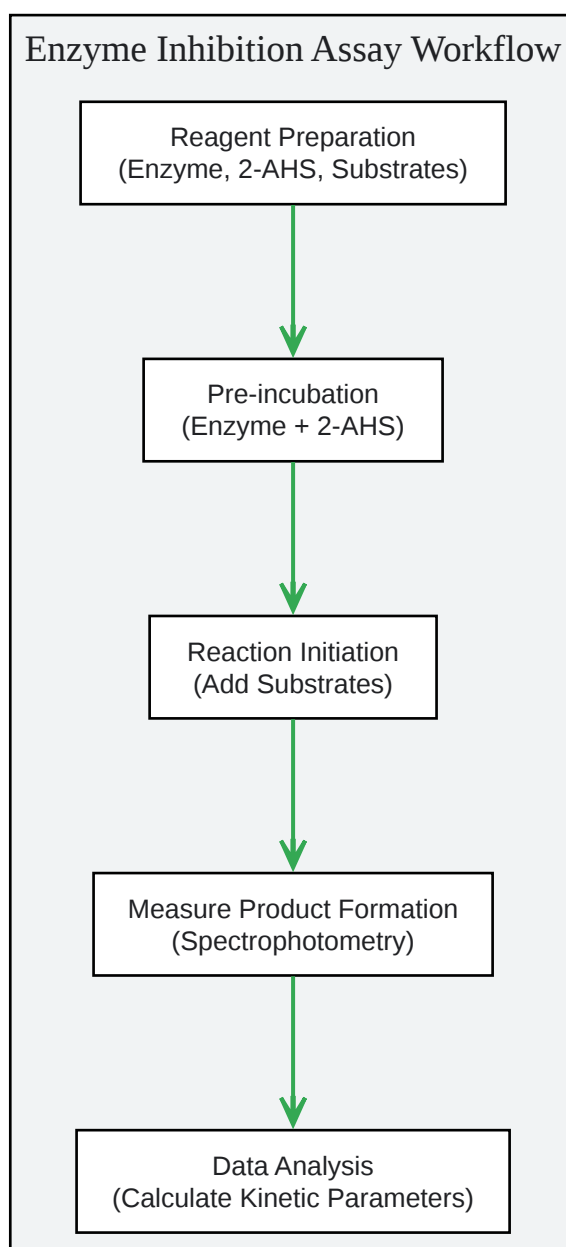 Enzyme Inhibition Assay Workflow
Reagent Preparation
(Enzyme, 2-AHS, Substrates)
Pre-incubation
(Enzyme + 2-AHS)
Reaction Initiation
(Add Substrates)
Measure Product Formation
(Spectrophotometry)
Data Analysis
(Calculate Kinetic Parameters)